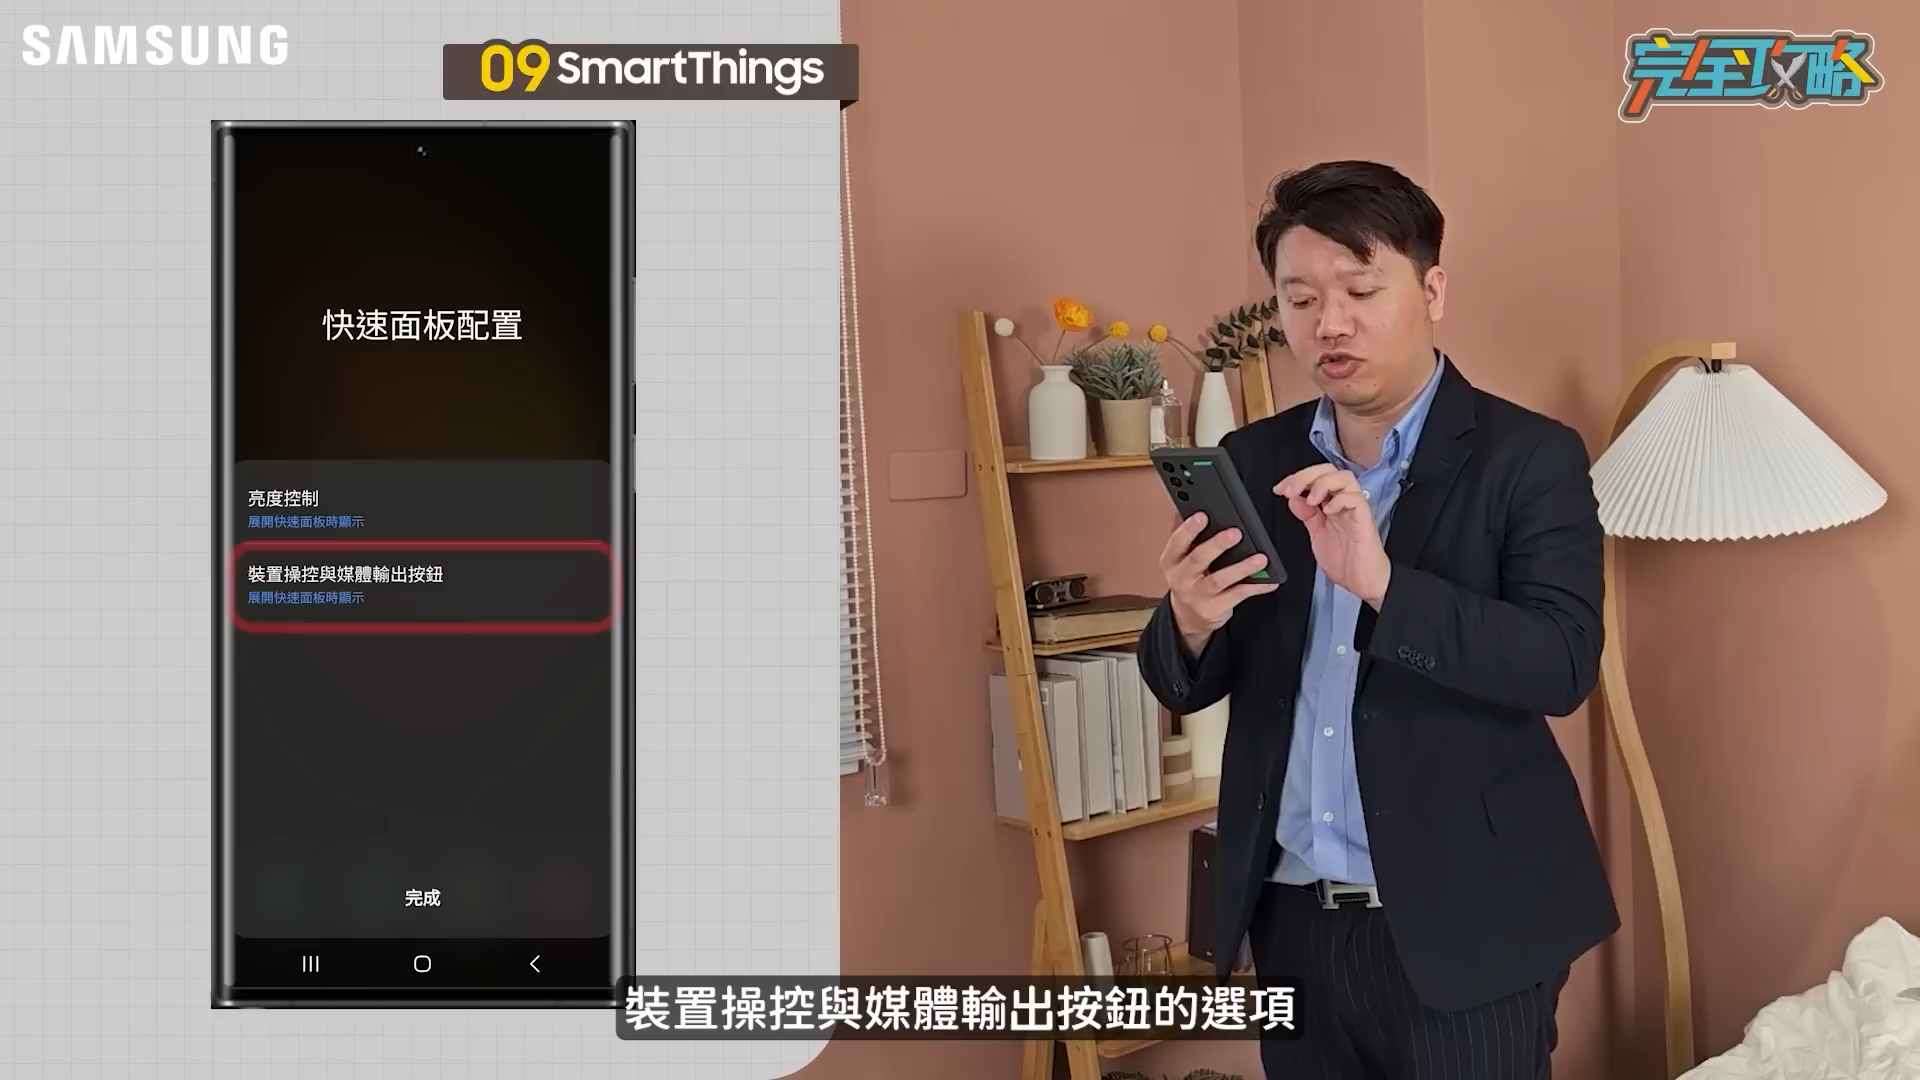 SAMSUNG
09 SmartThings
完全攻略
快速面板配置
亮度控制
展開快速面板時顯示
裝置操控與媒體輸出按鈕
展開快速面板時顯示
完成
裝置操控與媒體輸出按鈕的選項